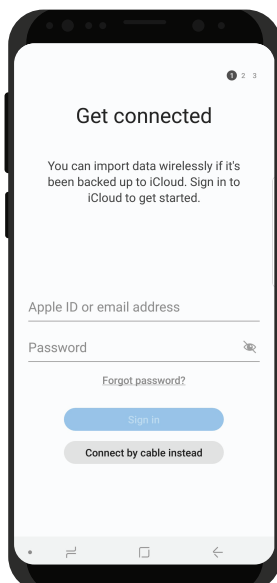 1 2 3
Get connected
You can import data wirelessly if it's
been backed up to iCloud. Sign in to
iCloud to get started.
Apple ID or email address
Password
Forgot password?
Sign in
Connect by cable instead